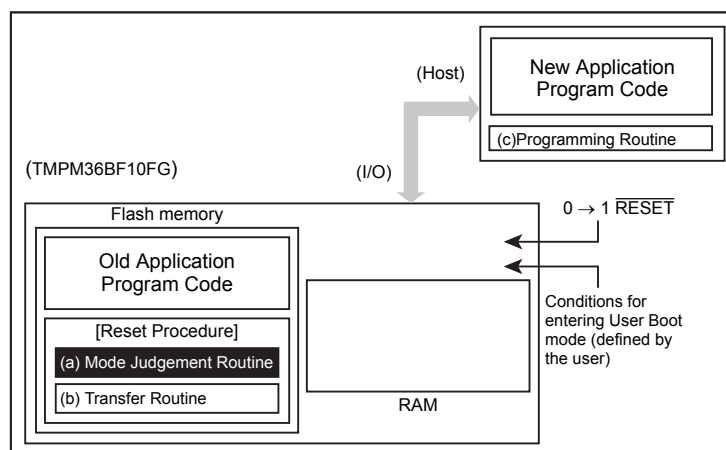 New Application
Program Code
(Host)
(c)Programming Routine
(TMPM36BF10FG)
(I/O)
Flash memory
0 → 1 RESET
Old Application
Program Code
[Reset Procedure]
(a) Mode Judgement Routine
(b) Transfer Routine
Conditions for
entering User Boot
mode (defined by
the user)
RAM